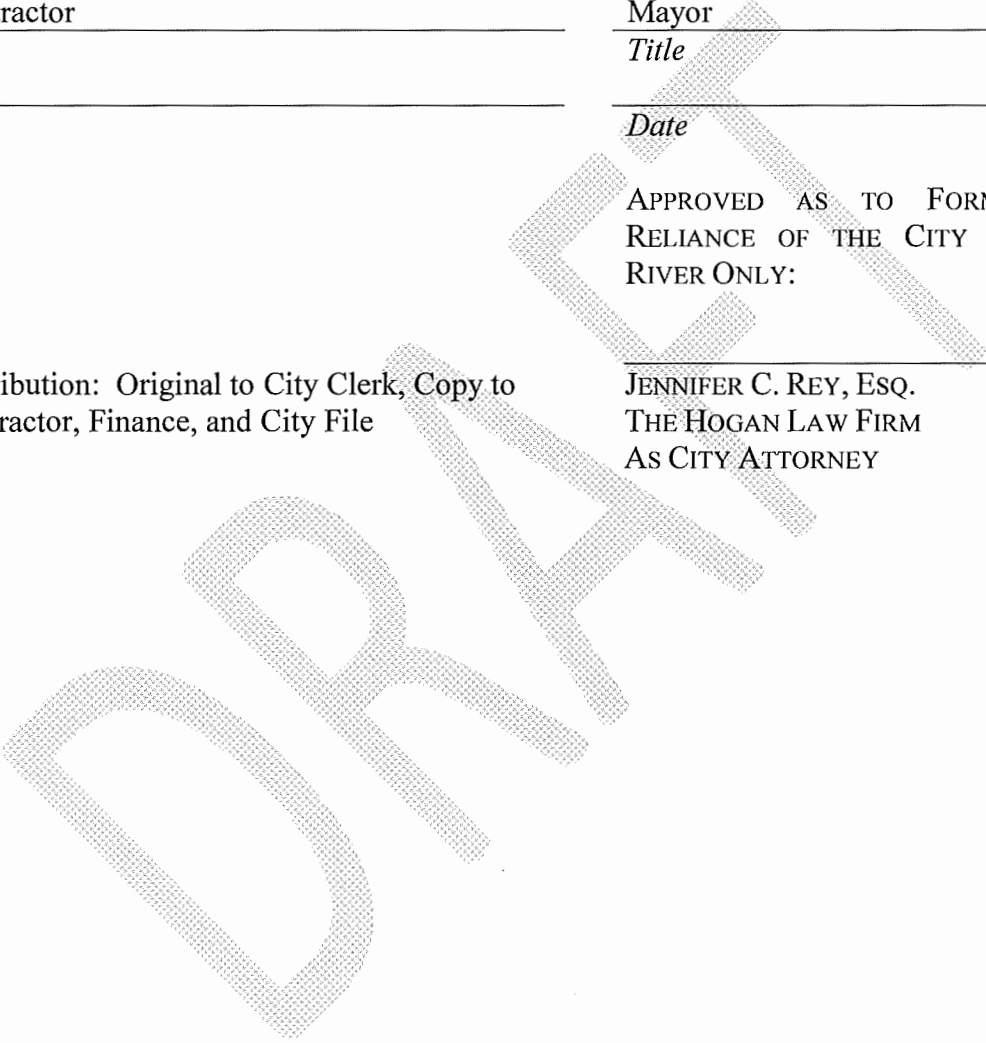 ractor
Mayor
Title
Date
APPROVED AS TO FORM
RELIANCE OF THE CITY
RIVER ONLY:
ibution: Original to City Clerk, Copy to
ractor, Finance, and City File
JENNIFER C. REY, ESQ.
THE HOGAN LAW FIRM
AS CITY ATTORNEY
DRAFT